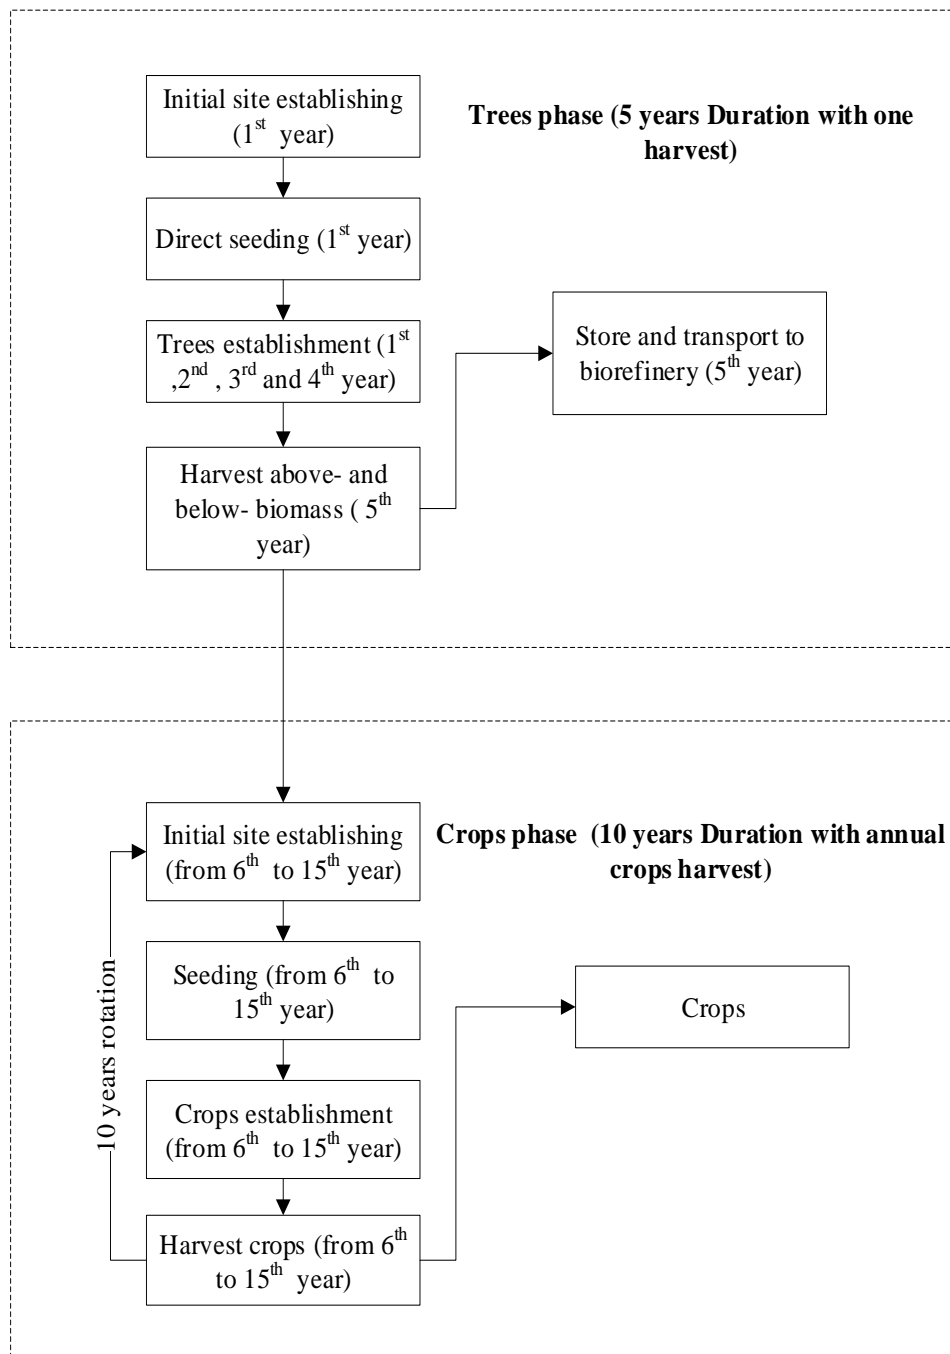 Initial site establishing
(1st year)
Trees phase (5 years Duration with one
harvest)
Direct seeding (1st year)
Trees establishment (1st
,2nd , 3rd and 4th year)
Store and transport to
biorefinery (5th year)
Harvest above- and
below- biomass ( 5th
year)
Initial site establishing
(from 6th to 15th year)
Crops phase (10 years Duration with annual
crops harvest)
Seeding (from 6th to
15th year)
Crops
Crops establishment
(from 6th to 15th year)
10 years rotation
Harvest crops (from 6th
to 15th year)